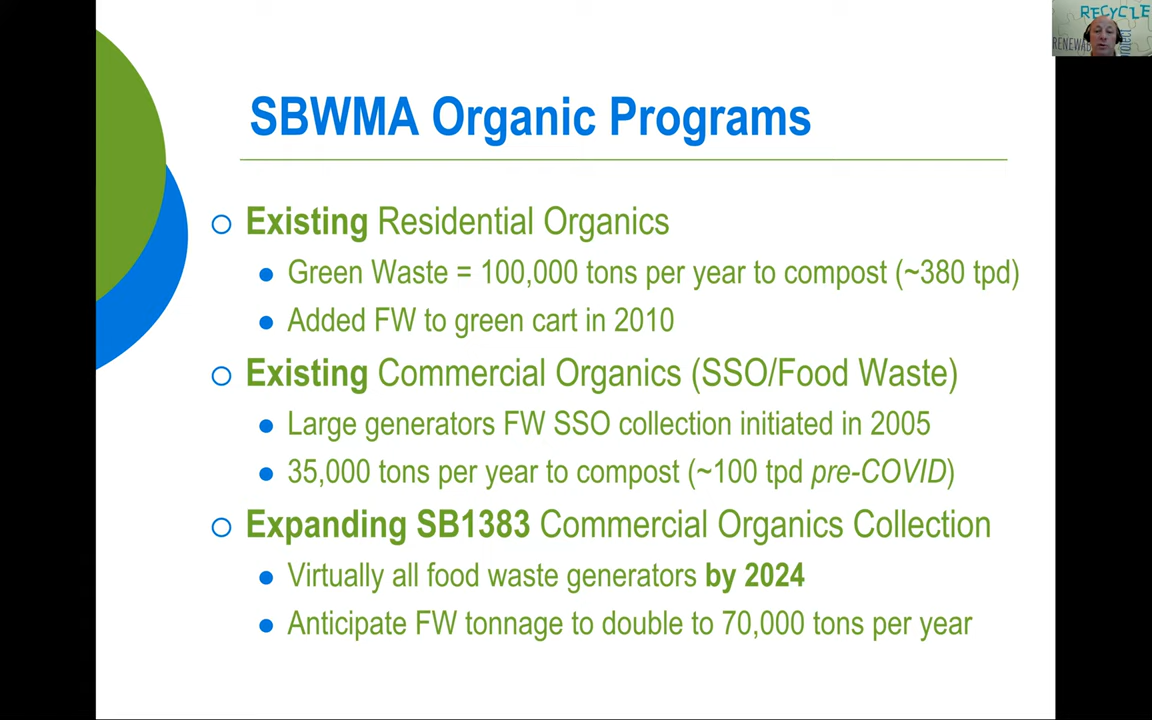 SBWMA Organic Programs
Existing Residential Organics
Green Waste = 100,000 tons per year to compost (~380 tpd)
Added FW to green cart in 2010
Existing Commercial Organics (SSO/Food Waste)
Large generators FW SSO collection initiated in 2005
35,000 tons per year to compost (~100 tpd pre-COVID)
Expanding SB1383 Commercial Organics Collection
Virtually all food waste generators by 2024
Anticipate FW tonnage to double to 70,000 tons per year
RECYCLE